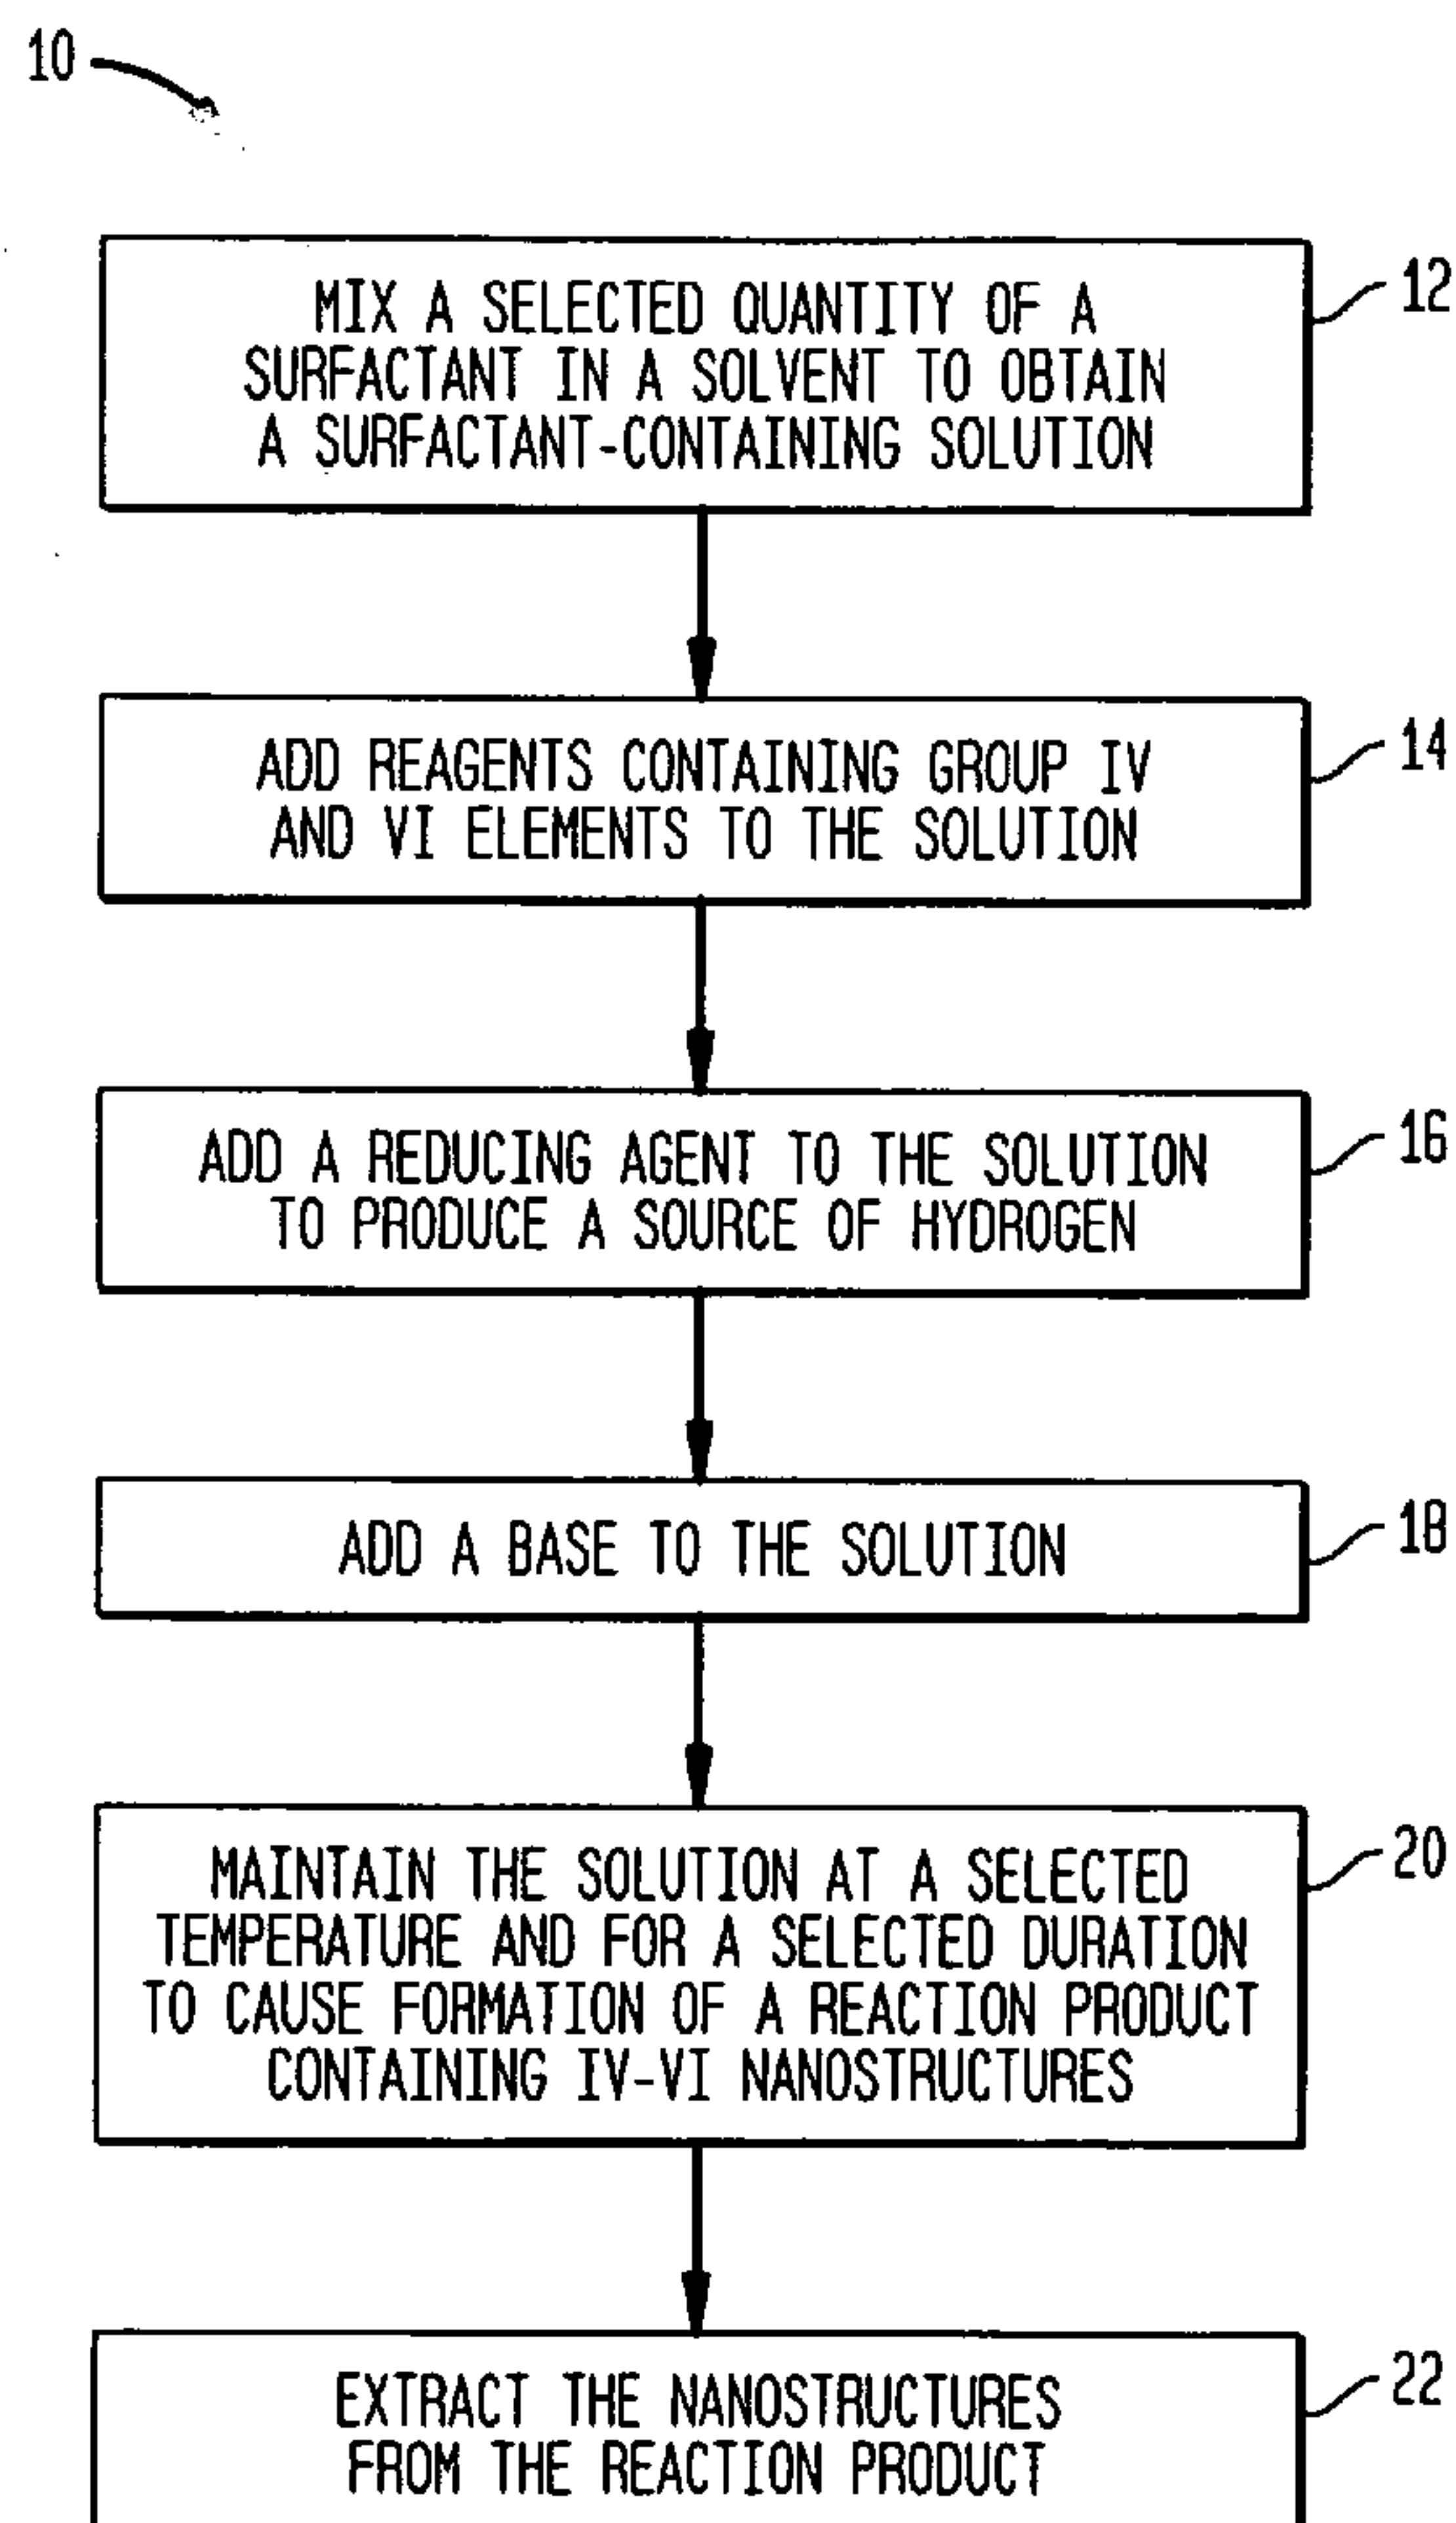 10
MIX A SELECTED QUANTITY OF A
SURFACTANT IN A SOLVENT TO OBTAIN
A SURFACTANT-CONTAINING SOLUTION
12
ADD REAGENTS CONTAINING GROUP IV
AND VI ELEMENTS TO THE SOLUTION
14
ADD A REDUCING AGENT TO THE SOLUTION
TO PRODUCE A SOURCE OF HYDROGEN
16
ADD A BASE TO THE SOLUTION
18
MAINTAIN THE SOLUTION AT A SELECTED
TEMPERATURE AND FOR A SELECTED DURATION
TO CAUSE FORMATION OF A REACTION PRODUCT
CONTAINING IV-VI NANOSTRUCTURES
20
EXTRACT THE NANOSTRUCTURES
FROM THE REACTION PRODUCT
22